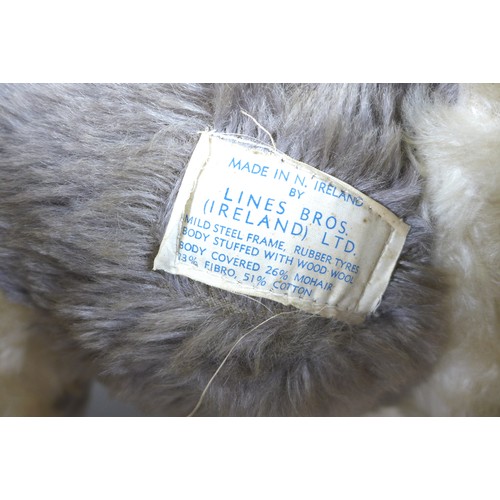 MADE IN N. IRELAND
BY
LINES BROS.
(IRELAND) LTD.
MILD STEEL FRAME, RUBBER TYRES
BODY STUFFED WITH WOOD WOOL
BODY COVERED 26% MOHAIR
% FIBRO, 51% COTTON